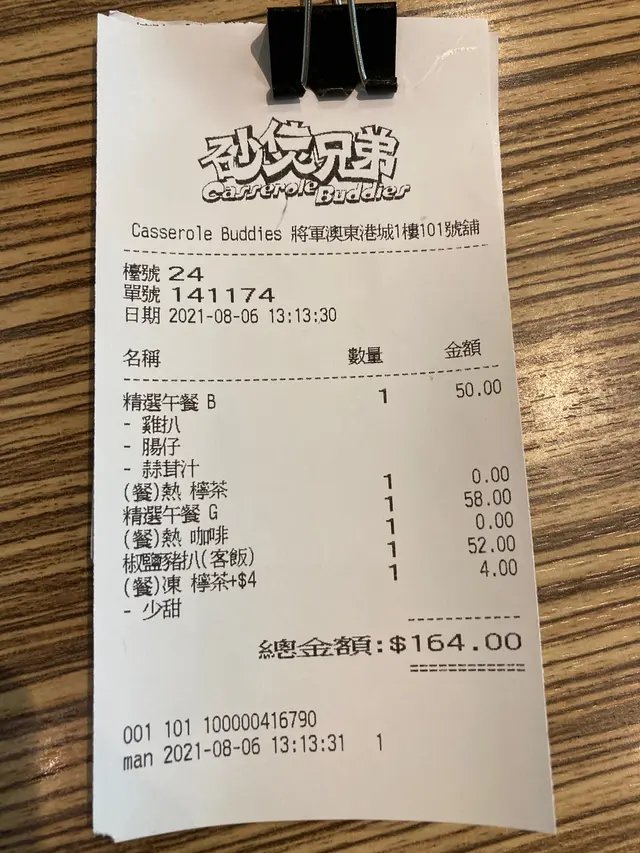 砂煲兄弟
Casserole Buddies
Casserole Buddies 將軍澳東港城1樓101號舖
檯號 24
單號 141174
日期 2021-08-06 13:13:30
名稱 數量 金額
精選午餐 B 1 50.00
- 雞扒
- 腸仔
- 蒜茸汁
(餐)熱 檸茶 1 0.00
精選午餐 G 1 58.00
(餐)熱 咖啡 1 0.00
椒鹽豬扒(客飯) 1 52.00
(餐)凍 檸茶+$4 1 4.00
- 少甜
總金額:$164.00
001 101 100000416790
man 2021-08-06 13:13:31 1